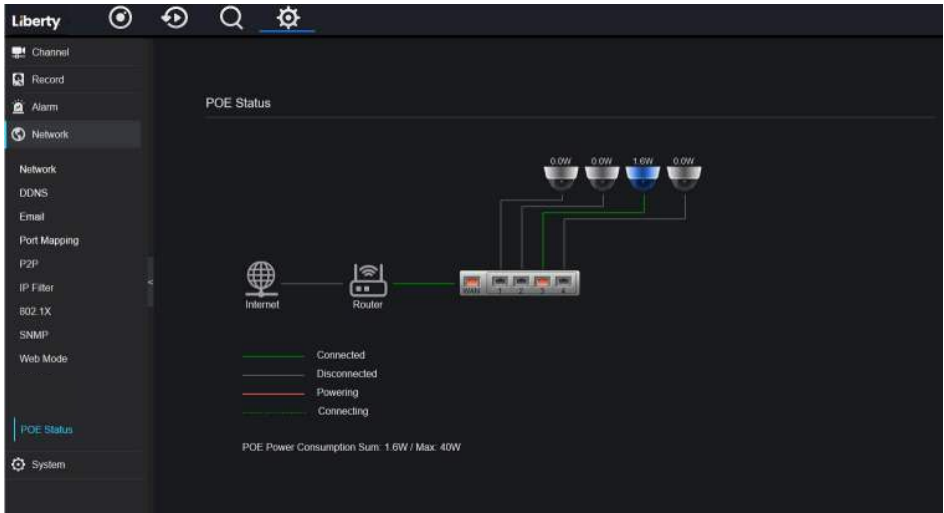 Liberty
Channel
Record
Alarm
Network
Network
DDNS
Email
Port Mapping
P2P
IP Filter
802.1X
SNMP
Web Mode
POE Status
System
POE Status
0.0W 0.0W 1.6W 0.0W
WAN 1 2 3 4
Internet
Router
Connected
Disconnected
Powering
Connecting
POE Power Consumption Sum: 1.6W / Max: 40W